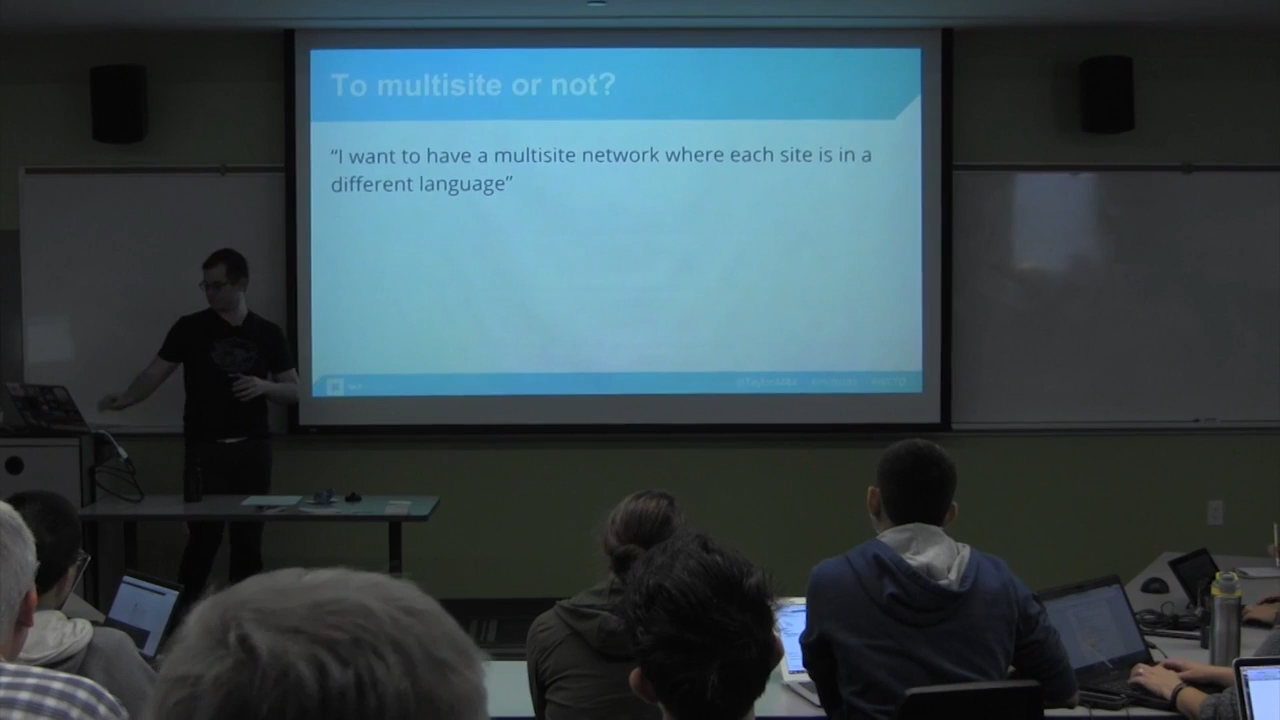 To multisite or not?
“I want to have a multisite network where each site is in a
different language”